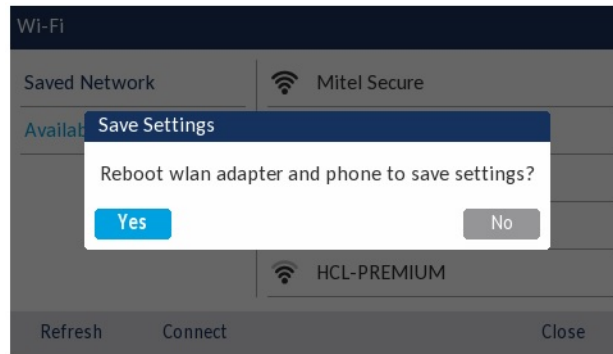 Wi-Fi
Saved Network
Mitel Secure
Availab
Save Settings
Reboot wlan adapter and phone to save settings?
Yes
No
HCL-PREMIUM
Refresh
Connect
Close